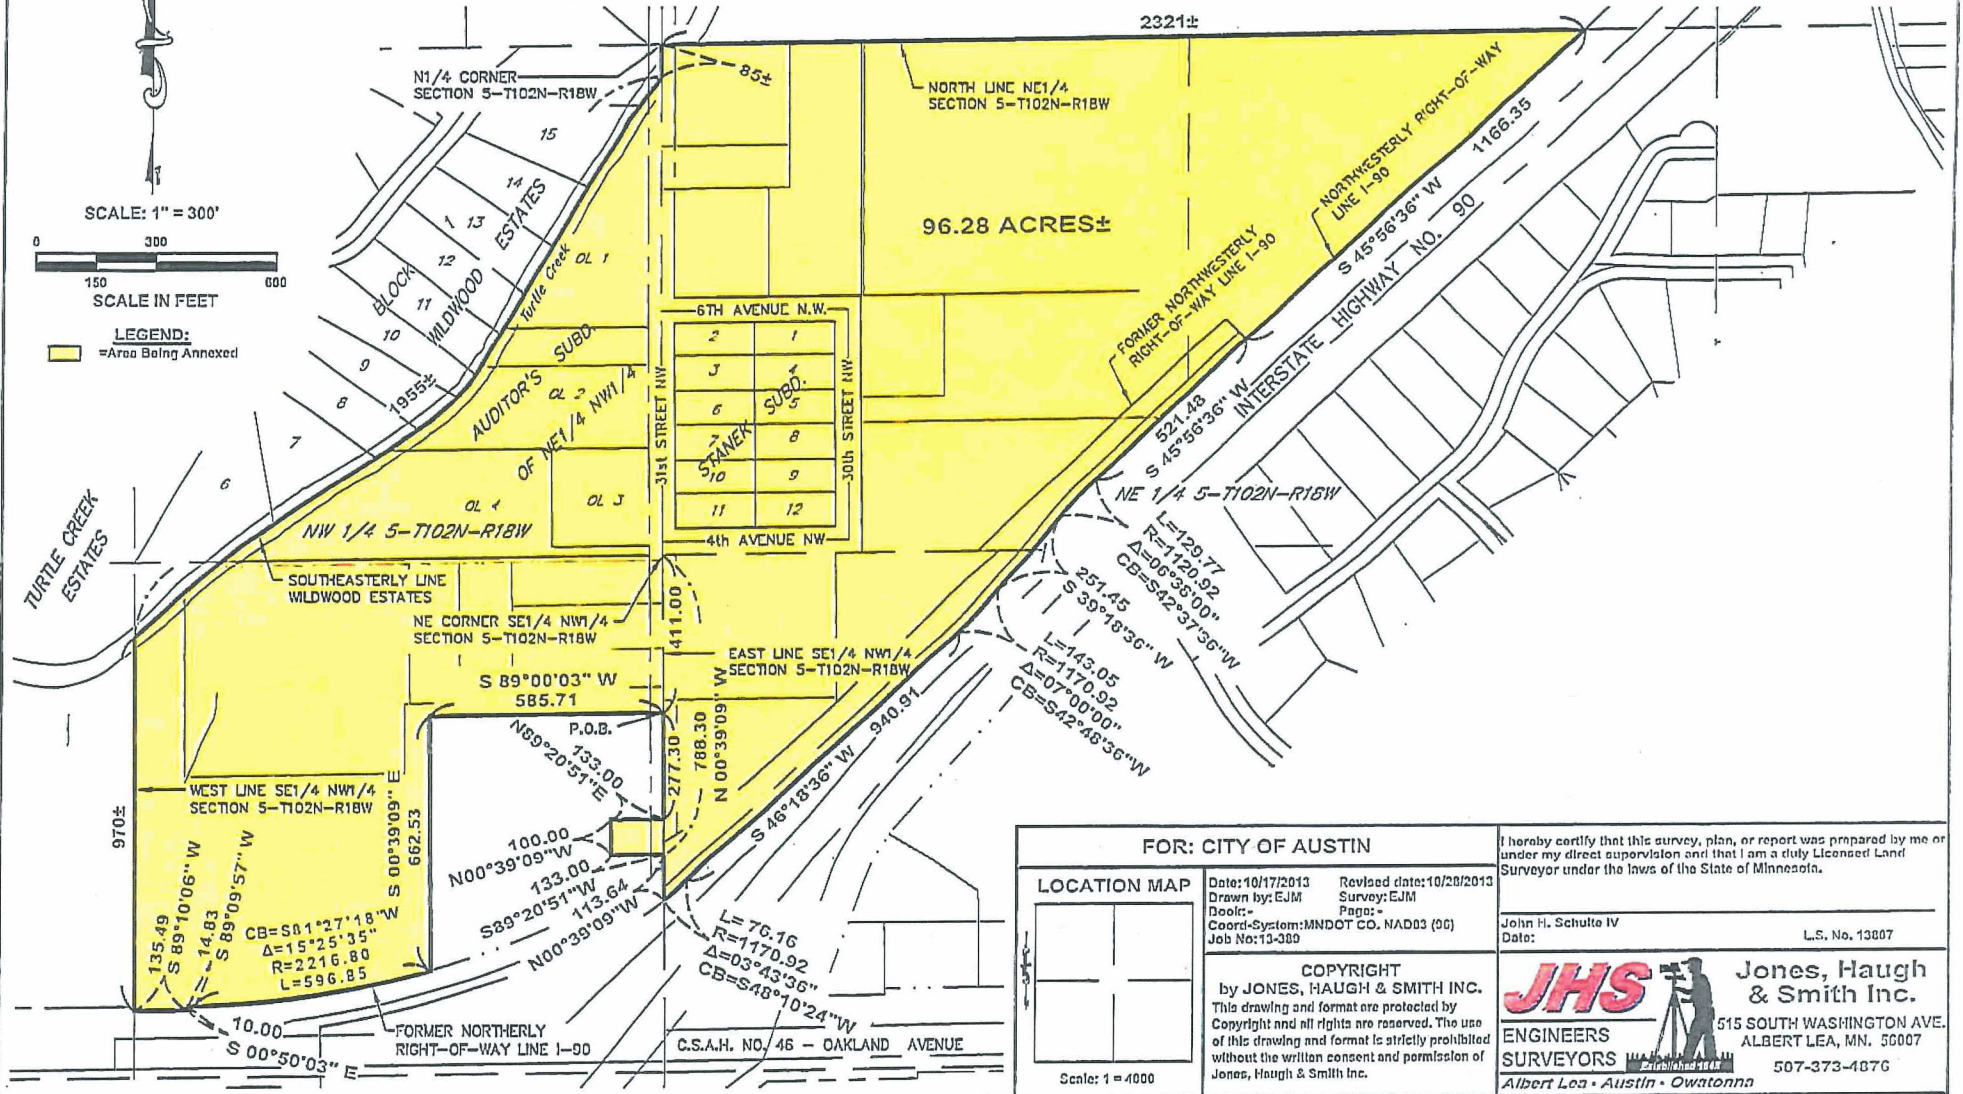 2321±
N1/4 CORNER
SECTION 5-T102N-R18W
85±
NORTH LINE NE1/4
SECTION 5-T102N-R18W
NORTHWESTERLY RIGHT-OF-WAY
LINE I-90
1166.35
S 45°56'36" W
SCALE: 1" = 300'
0 300
150 600
SCALE IN FEET
LEGEND:
=Area Being Annexed
96.28 ACRES±
FORMER NORTHWESTERLY
RIGHT-OF-WAY LINE I-90
INTERSTATE HIGHWAY NO. 90
521.48
S 45°56'36" W
15
14
13
12
11
10
9
8
7
6
BLOCK 1
WILDWOOD ESTATES
Turtle Creek
1955±
OL 1
OL 2
OL 3
OL 4
AUDITOR'S SUBD.
OF NE1/4 NW1/4
31st STREET NW
6TH AVENUE N.W.
30th STREET NW
4th AVENUE NW
2 1
3 4
6 5
7 8
10 9
11 12
STANEK SUBD.
NW 1/4 5-T102N-R18W
NE 1/4 5-T102N-R18W
TURTLE CREEK
ESTATES
SOUTHEASTERLY LINE
WILDWOOD ESTATES
NE CORNER SE1/4 NW1/4
SECTION 5-T102N-R18W
411.00
EAST LINE SE1/4 NW1/4
SECTION 5-T102N-R18W
L=129.77
R=1120.92
Δ=06°38'00"
CB=S42°37'36"W
251.45
S 39°18'36" W
L=143.05
R=1170.92
Δ=07°00'00"
CB=S42°48'36"W
S 46°18'36" W 940.91
S 89°00'03" W
585.71
P.O.B.
133.00
N89°20'51"E
277.30
788.30
N 00°39'09" W
100.00
N00°39'09"W
133.00
S89°20'51"W
113.64
N00°39'09"W
L= 76.16
R=1170.92
Δ=03°43'36"
CB=S48°10'24"W
WEST LINE SE1/4 NW1/4
SECTION 5-T102N-R18W
970±
S 00°39'09" E
662.53
135.49
S 89°10'06" W
14.83
S 89°09'57" W
CB=S81°27'18"W
Δ=15°25'35"
R=2216.80
L=596.85
10.00
S 00°50'03" E
FORMER NORTHERLY
RIGHT-OF-WAY LINE I-90
C.S.A.H. NO. 46 - OAKLAND AVENUE
FOR: CITY OF AUSTIN
LOCATION MAP
Scale: 1 = 4000
Date: 10/17/2013 Revised date: 10/28/2013
Drawn by: EJM Survey: EJM
Book: - Page: -
Coord-System: MNDOT CO. NAD83 (96)
Job No: 13-389
COPYRIGHT
by JONES, HAUGH & SMITH INC.
This drawing and format are protected by
Copyright and all rights are reserved. The use
of this drawing and format is strictly prohibited
without the written consent and permission of
Jones, Haugh & Smith Inc.
I hereby certify that this survey, plan, or report was prepared by me or
under my direct supervision and that I am a duly Licensed Land
Surveyor under the laws of the State of Minnesota.
John H. Schulte IV
Date: L.S. No. 13807
JHS
ENGINEERS
SURVEYORS
Jones, Haugh
& Smith Inc.
515 SOUTH WASHINGTON AVE.
ALBERT LEA, MN. 56007
507-373-4876
Albert Lea • Austin • Owatonna